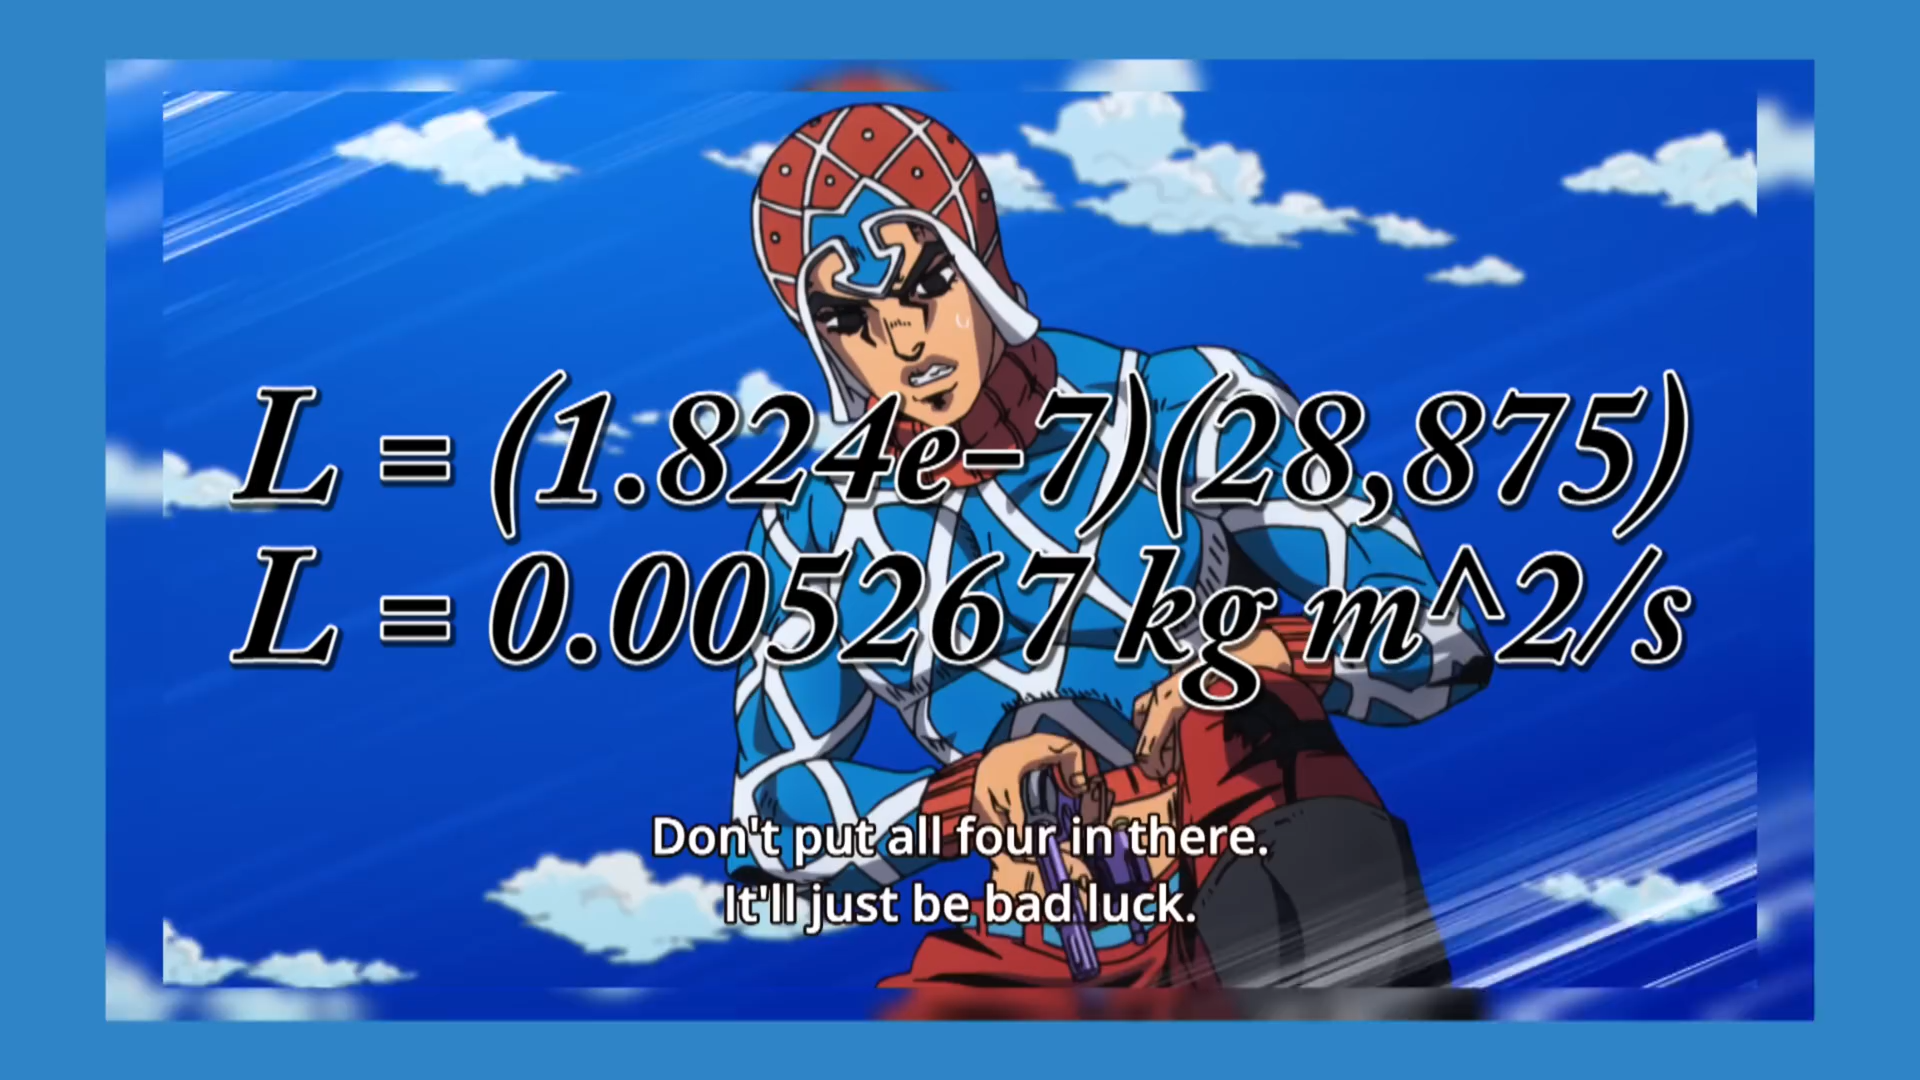 L = (1.824e-7)(28,875)
L = 0.005267 kg m^2/s
Don't put all four in there.
It'll just be bad luck.